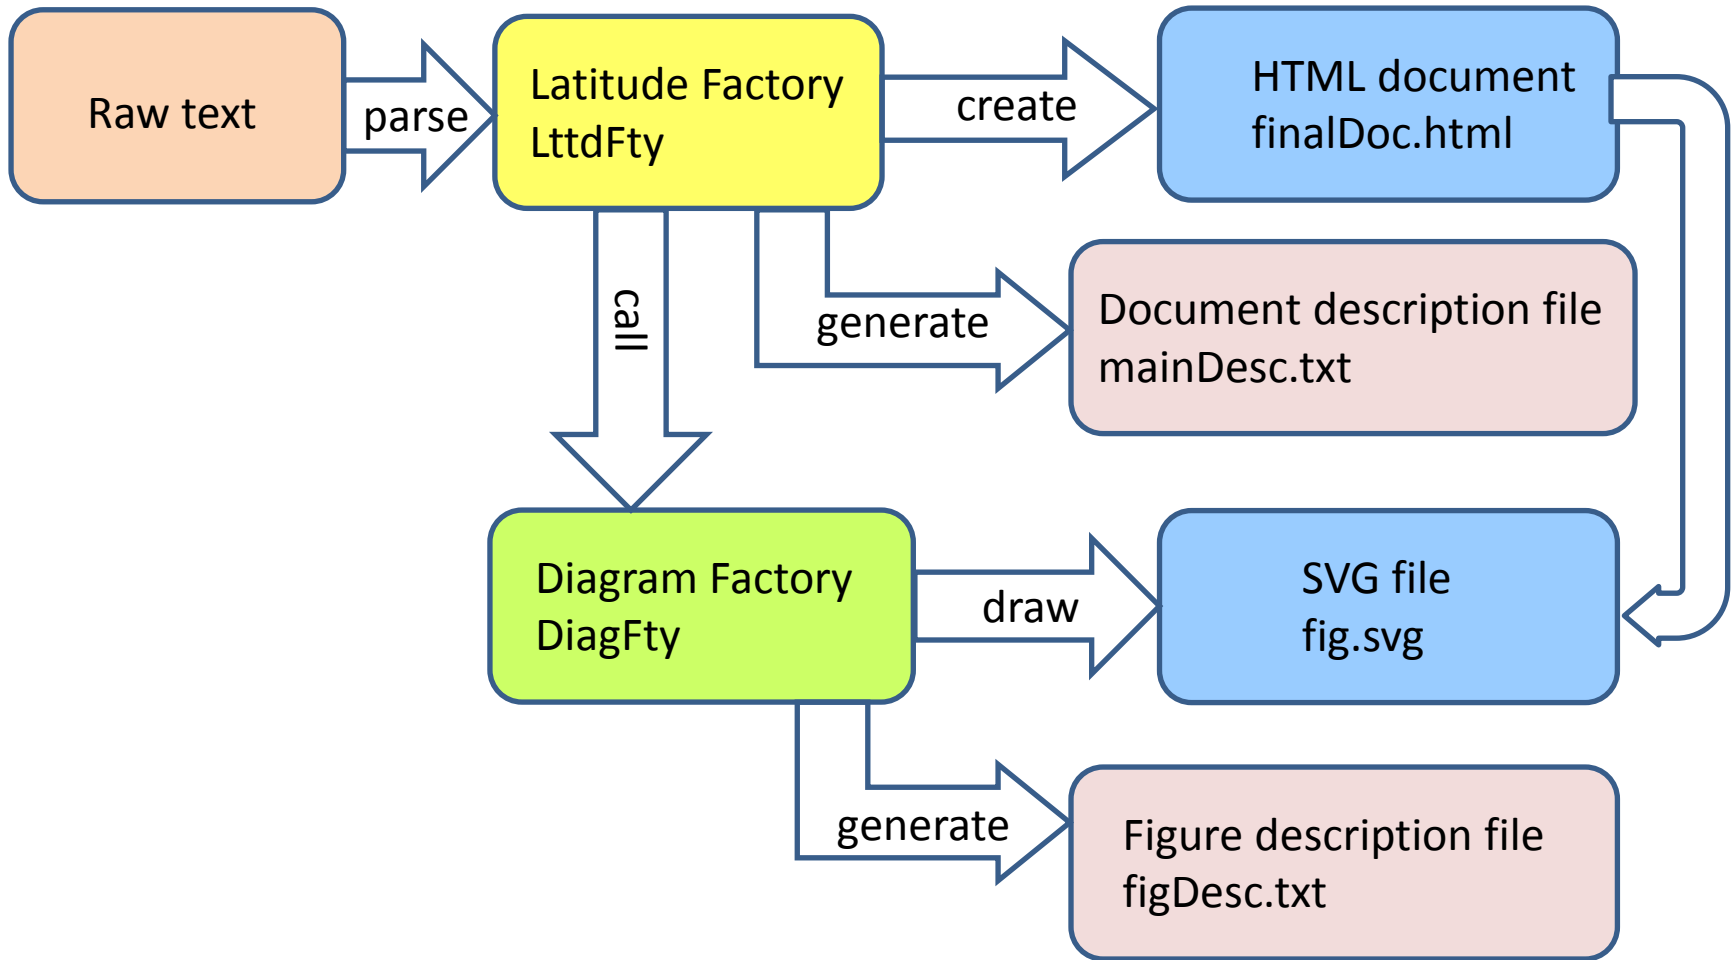 Raw text
parse
Latitude Factory
LttdFty
create
HTML document
finalDoc.html
call
generate
Document description file
mainDesc.txt
Diagram Factory
DiagFty
draw
SVG file
fig.svg
generate
Figure description file
figDesc.txt